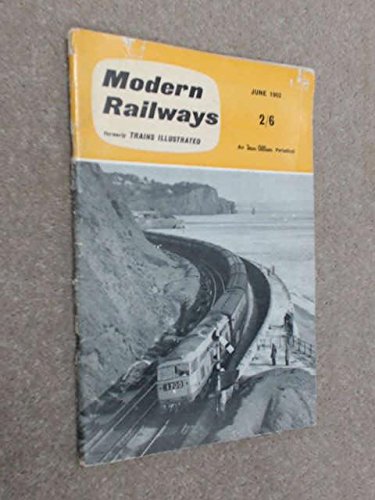 Modern
Railways
formerly TRAINS ILLUSTRATED
JUNE 1962
2/6
An Ian Allan Periodical